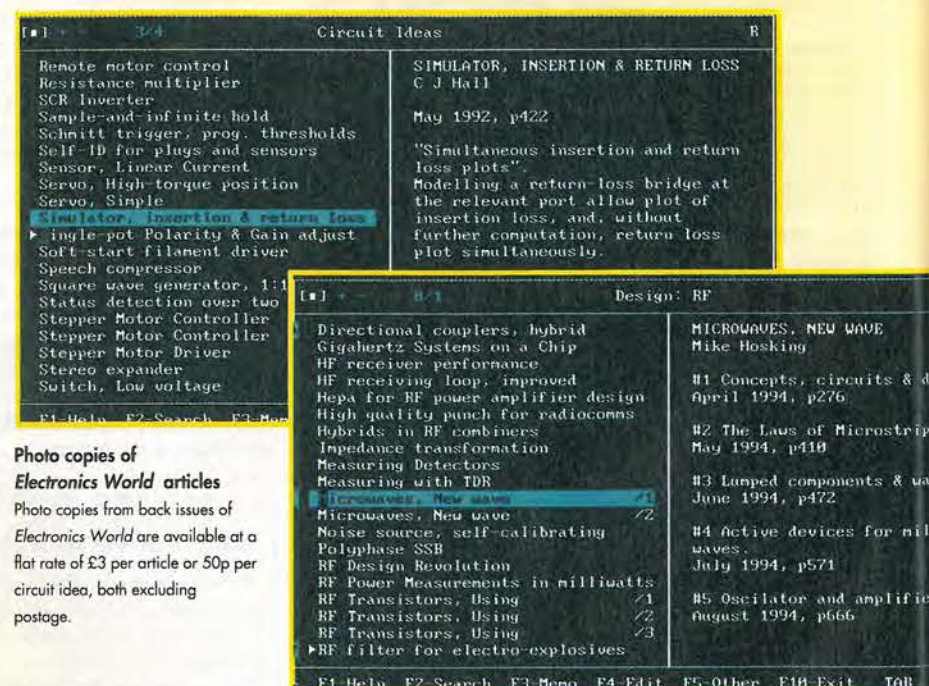 [■] + - 3/4 Circuit Ideas R
Remote motor control
Resistance multiplier
SCR Inverter
Sample-and-infinite hold
Schmitt trigger, prog. thresholds
Self-ID for plugs and sensors
Sensor, Linear Current
Servo, High-torque position
Servo, Simple
Simulator, insertion & return loss
ingle-pot Polarity & Gain adjust
Soft-start filament driver
Speech compressor
Square wave generator, 1:1
Status detection over two
Stepper Motor Controller
Stepper Motor Controller
Stepper Motor Driver
Stereo expander
Switch, Low voltage
F1-Help F2-Search F3-Mem
SIMULATOR, INSERTION & RETURN LOSS
C J Hall
May 1992, p422
"Simultaneous insertion and return
loss plots".
Modelling a return-loss bridge at
the relevant port allow plot of
insertion loss, and, without
further computation, return loss
plot simultaneously.
[■] + - 8/1 Design: RF
Directional couplers, hybrid
Gigahertz Systems on a Chip
HF receiver performance
HF receiving loop, improved
Hepa for RF power amplifier design
High quality punch for radiocomms
Hybrids in RF combiners
Impedance transformation
Measuring Detectors
Measuring with TDR
Microwaves, New wave /1
Microwaves, New wave /2
Noise source, self-calibrating
Polyphase SSB
RF Design Revolution
RF Power Measurements in milliwatts
RF Transistors, Using /1
RF Transistors, Using /2
RF Transistors, Using /3
RF filter for electro-explosives
MICROWAVES, NEW WAVE
Mike Hosking
#1 Concepts, circuits & d
April 1994, p276
#2 The Laws of Microstrip
May 1994, p410
#3 Lumped components & wa
June 1994, p472
#4 Active devices for mil
waves.
July 1994, p571
#5 Oscilator and amplific
August 1994, p666
F1-Help F2-Search F3-Memo F4-Edit F5-Other F10-Exit TAB
Photo copies of
Electronics World articles
Photo copies from back issues of
Electronics World are available at a
flat rate of £3 per article or 50p per
circuit idea, both excluding
postage.